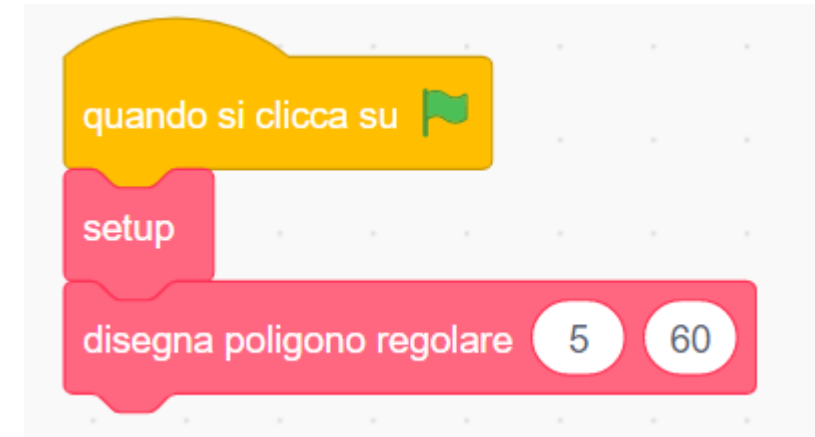 quando si clicca su
setup
disegna poligono regolare 5 60